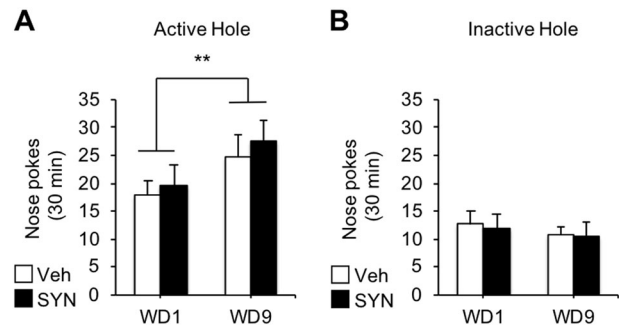 A
Active Hole
**
Nose pokes
(30 min)
35
30
25
20
15
10
5
0
WD1
WD9
Veh
SYN
B
Inactive Hole
Nose pokes
(30 min)
35
30
25
20
15
10
5
0
WD1
WD9
Veh
SYN